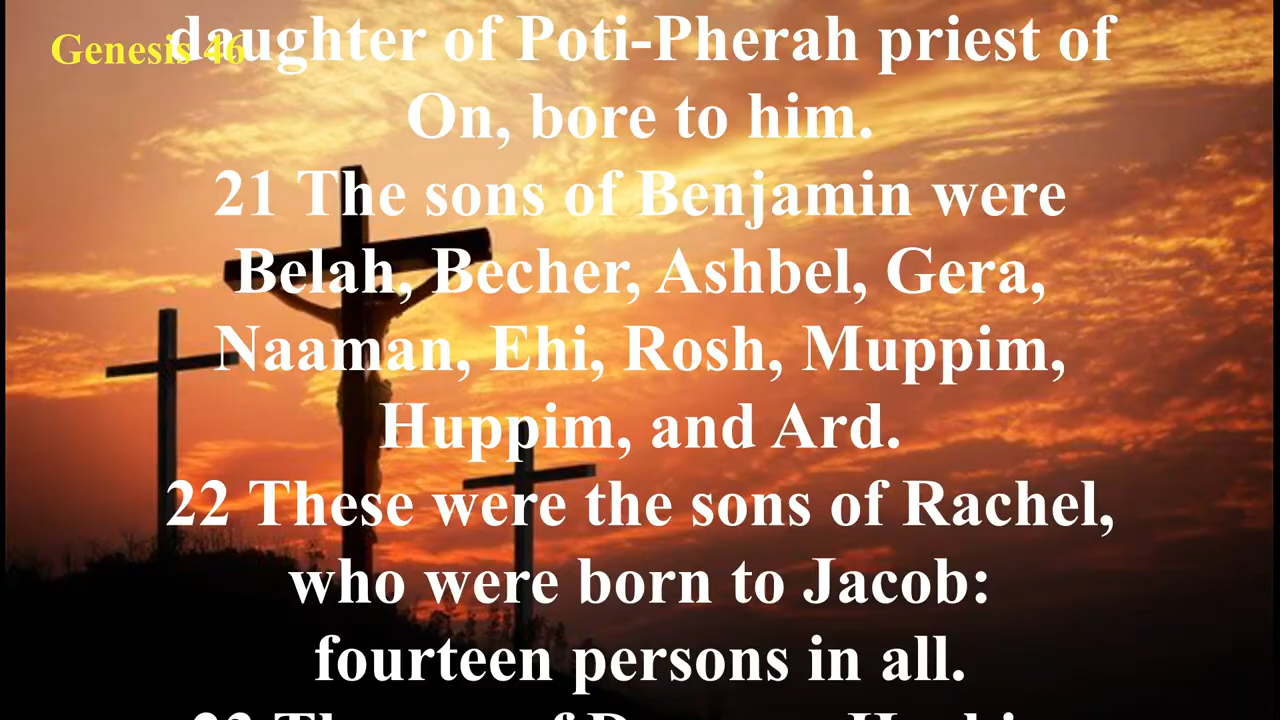 Genesis 46
daughter of Poti-Pherah priest of
On, bore to him.
21 The sons of Benjamin were
Belah, Becher, Ashbel, Gera,
Naaman, Ehi, Rosh, Muppim,
Huppim, and Ard.
22 These were the sons of Rachel,
who were born to Jacob:
fourteen persons in all.